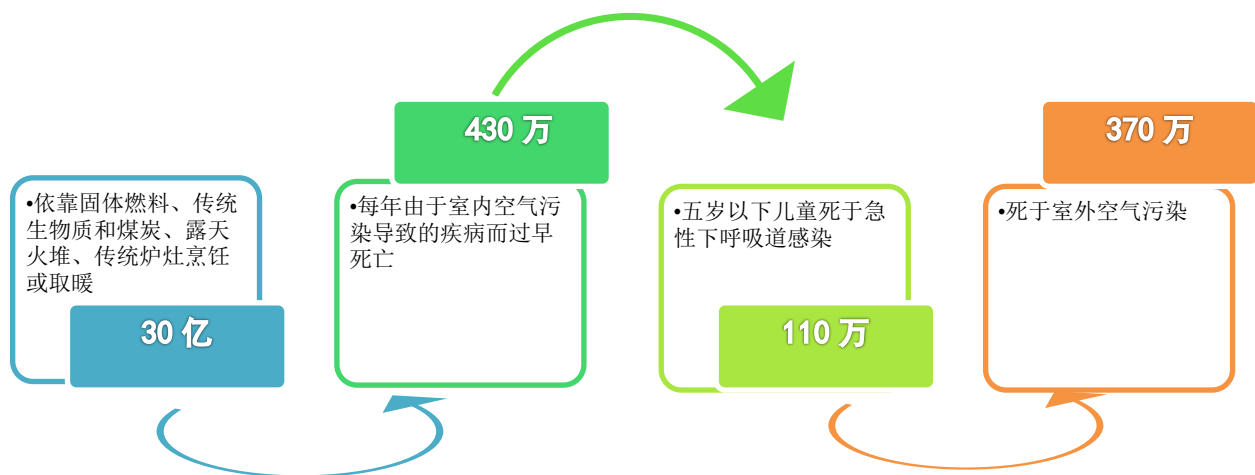 •依靠固体燃料、传统
生物质和煤炭、露天
火堆、传统炉灶烹饪
或取暖
30 亿
430 万
•每年由于室内空气污
染导致的疾病而过早
死亡
•五岁以下儿童死于急
性下呼吸道感染
110 万
370 万
•死于室外空气污染